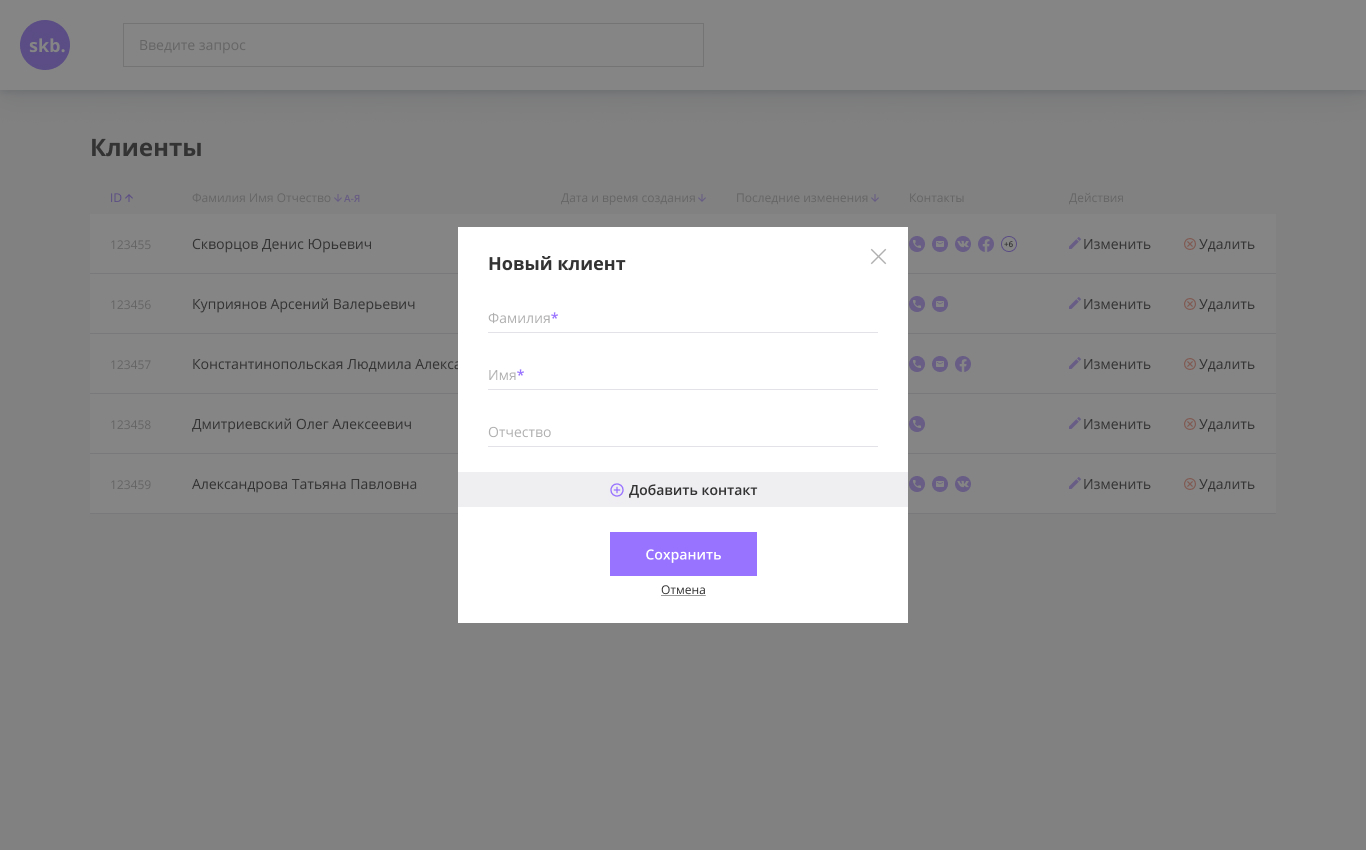 skb.
Введите запрос
Клиенты
ID Фамилия Имя Отчество А-Я Дата и время создания Последние изменения Контакты Действия
123455 Скворцов Денис Юрьевич +6 Изменить Удалить
Новый клиент
123456 Куприянов Арсений Валерьевич Изменить Удалить
Фамилия*
123457 Константинопольская Людмила Алекса Изменить Удалить
Имя*
123458 Дмитриевский Олег Алексеевич Изменить Удалить
Отчество
123459 Александрова Татьяна Павловна Изменить Удалить
Добавить контакт
Сохранить
Отмена